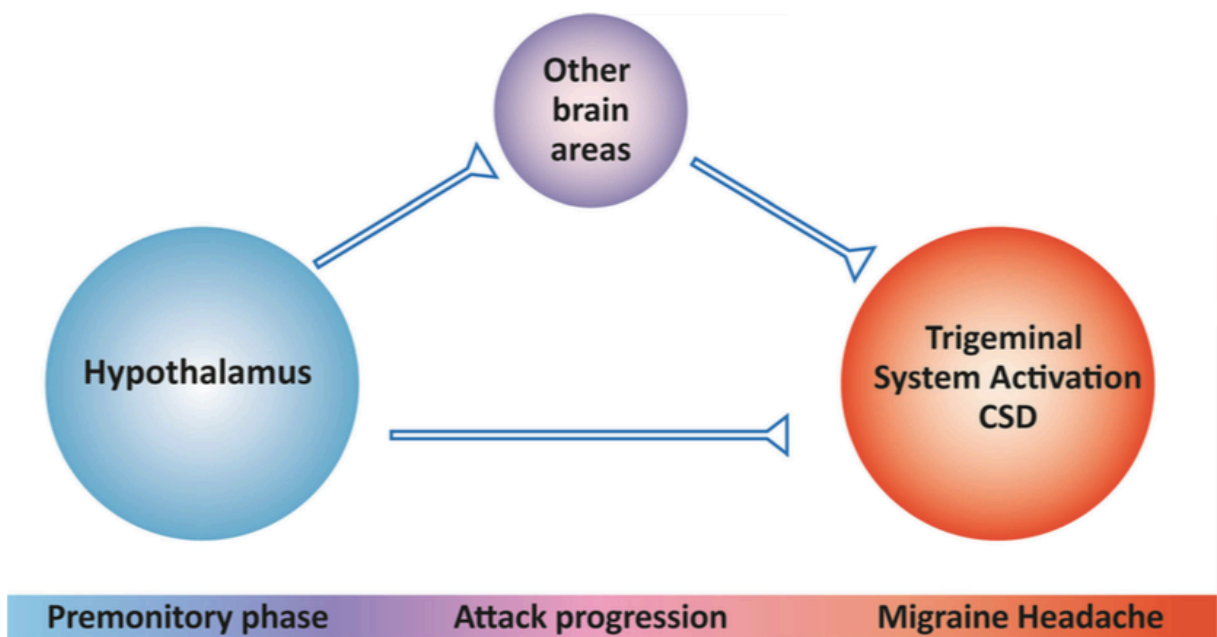 Other
brain
areas
Hypothalamus
Trigeminal
System Activation
CSD
Premonitory phase
Attack progression
Migraine Headache